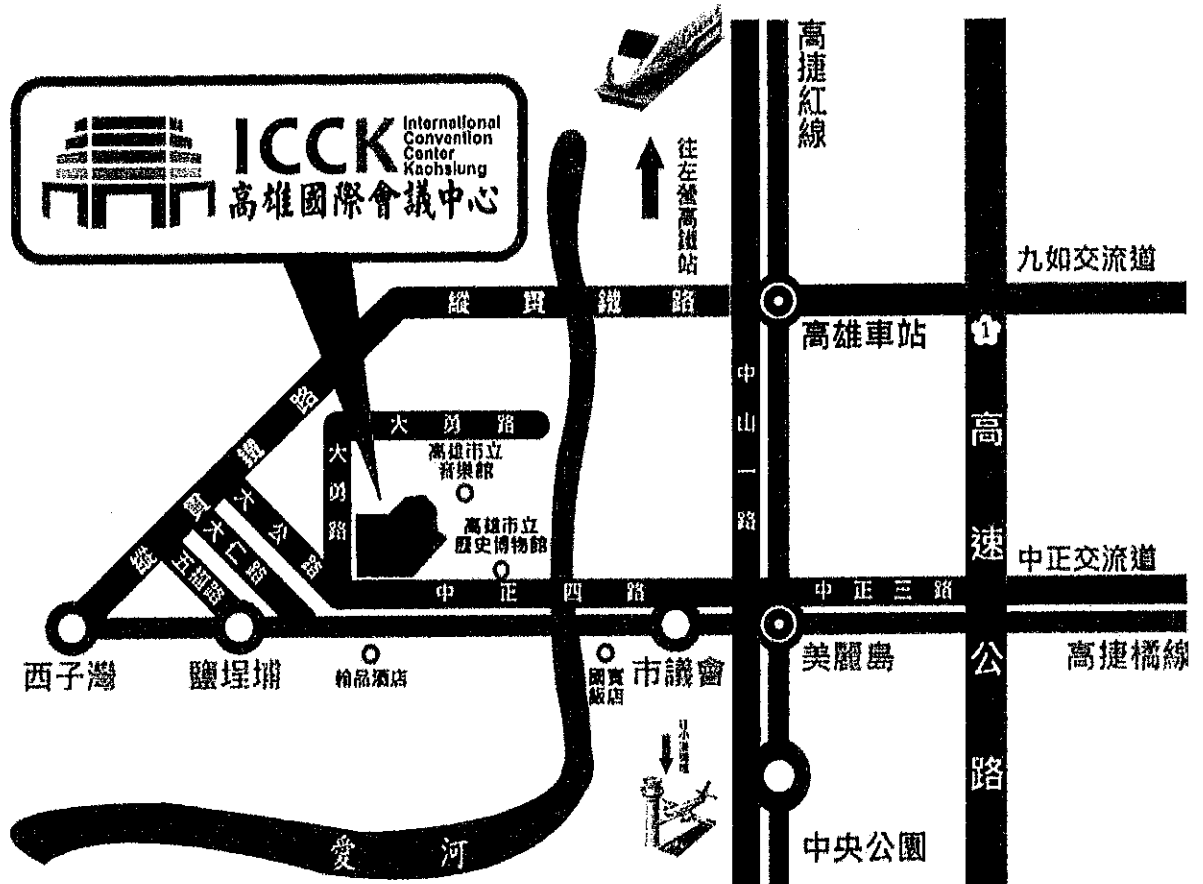 高捷紅線
ICCK
International
Convention
Center
Kaohsiung
高雄國際會議中心
往左營高鐵站
九如交流道
縱貫鐵路
高雄車站
1
中山一路
縱貫鐵路
大勇路
高雄市立
音樂館
大勇路
高速公路
大公路
大仁路
五福路
高雄市立
歷史博物館
中正交流道
中正四路
中正三路
西子灣
鹽埕埔
翰品酒店
國賓
飯店
市議會
美麗島
高捷橘線
中央公園
愛河